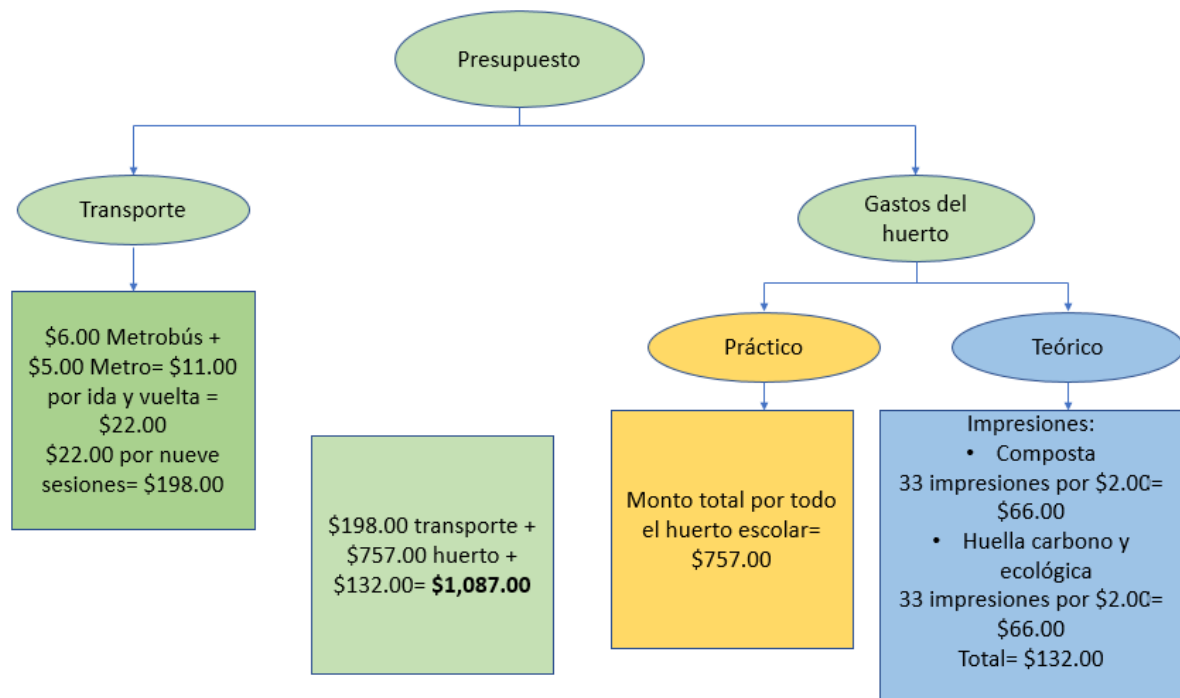 Presupuesto
Transporte
Gastos del
huerto
$6.00 Metrobús +
$5.00 Metro= $11.00
por ida y vuelta =
$22.00
$22.00 por nueve
sesiones= $198.00
$198.00 transporte +
$757.00 huerto +
$132.00= $1,087.00
Práctico
Monto total por todo
el huerto escolar=
$757.00
Teórico
Impresiones:
• Composta
33 impresiones por $2.00=
$66.00
• Huella carbono y
ecológica
33 impresiones por $2.00=
$66.00
Total= $132.00